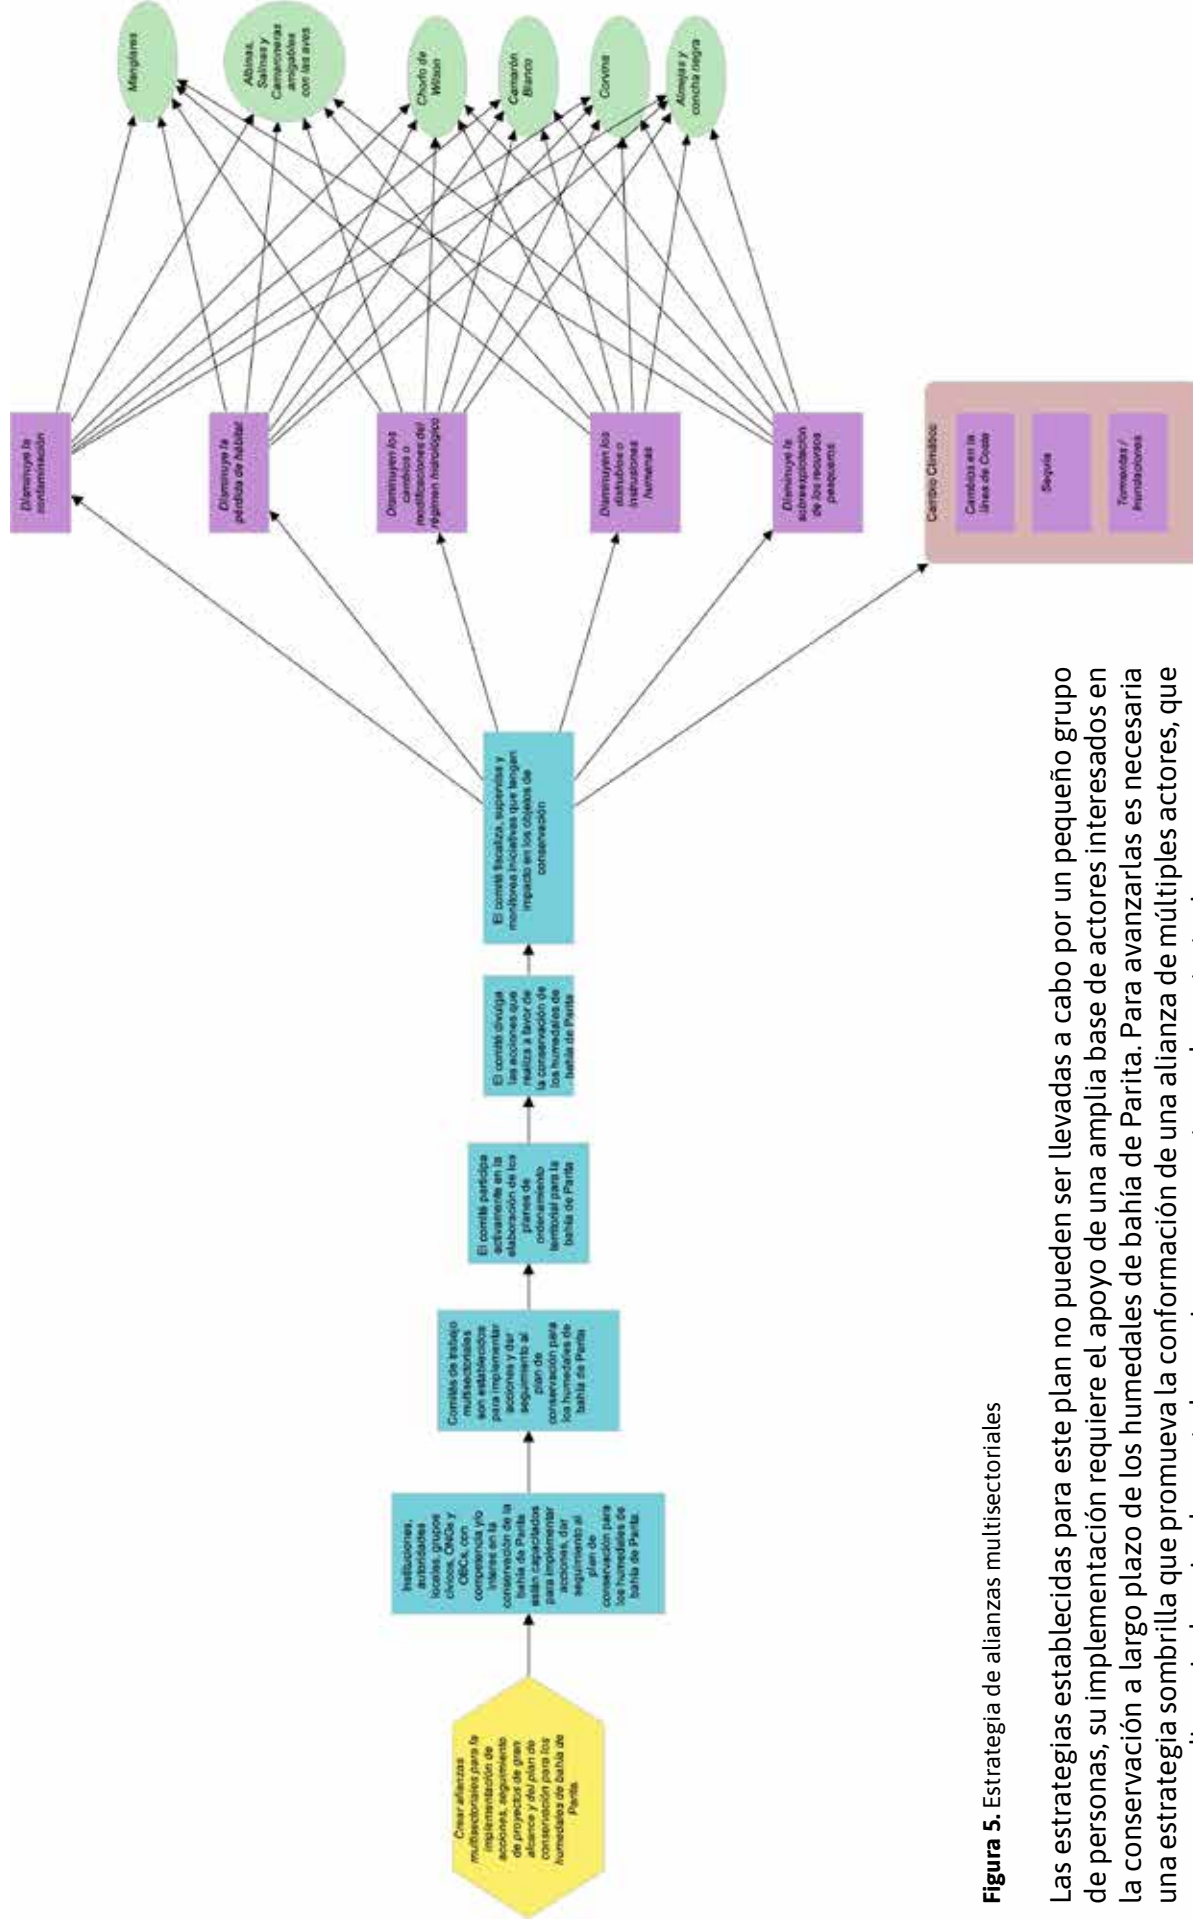 Crear alianzas
multisectoriales para la
implementación de
acciones, seguimiento
de proyectos de gran
alcance y del plan de
conservación para los
humedales de bahía de
Parita.
Instituciones,
autoridades
locales, grupos
cívicos, ONGs y
OBCs, con
competencia y/o
interés en la
conservación de la
bahía de Parita
están capacitados
para implementar
acciones, dar
seguimiento al
plan de
conservación para
los humedales de
bahía de Parita.
Comités de trabajo
multisectoriales
son establecidos
para implementar
acciones y dar
seguimiento al
plan de
conservación para
los humedales de
bahía de Parita
El comité participa
activamente en la
elaboración de los
planes de
ordenamiento
territorial para la
bahía de Parita
El comité divulga
las acciones que
realiza a favor de
la conservación de
los humedales de
bahía de Parita
El comité fiscaliza, supervisa y
monitorea iniciativas que tengan
impacto en los objetos de
conservación
Disminuye la
contaminación
Disminuye la
pérdida de hábitat
Disminuyen los
cambios o
modificaciones del
régimen hidrológico
Disminuyen los
disturbios o
instrusiones
humanas
Disminuye la
sobreexplotación
de los recursos
pesqueros
Cambio Climático
Cambios en la
línea de Costa
Sequía
Tormentas /
Inundaciones
Manglares
Albinas,
Salinas y
Camaroneras
amigables
con las aves
Chorlo de
Wilson
Camarón
Blanco
Corvina
Almejas y
concha negra
Figura 5. Estrategia de alianzas multisectoriales
Las estrategias establecidas para este plan no pueden ser llevadas a cabo por un pequeño grupo
de personas, su implementación requiere el apoyo de una amplia base de actores interesados en
la conservación a largo plazo de los humedales de bahía de Parita. Para avanzarlas es necesaria
una estrategia sombrilla que promueva la conformación de una alianza de múltiples actores, que